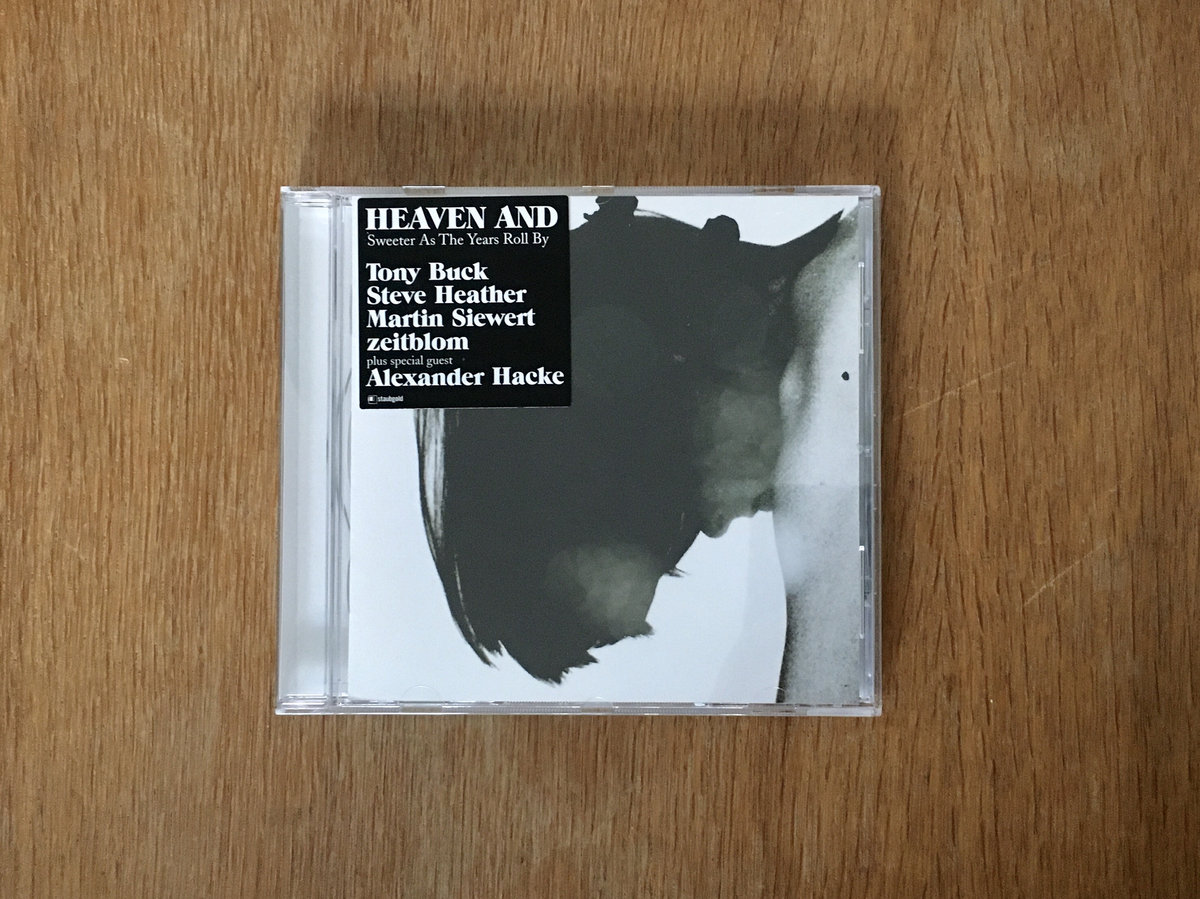 HEAVEN AND
Sweeter As The Years Roll By
Tony Buck
Steve Heather
Martin Siewert
zeitblom
plus special guest
Alexander Hacke
staubgold